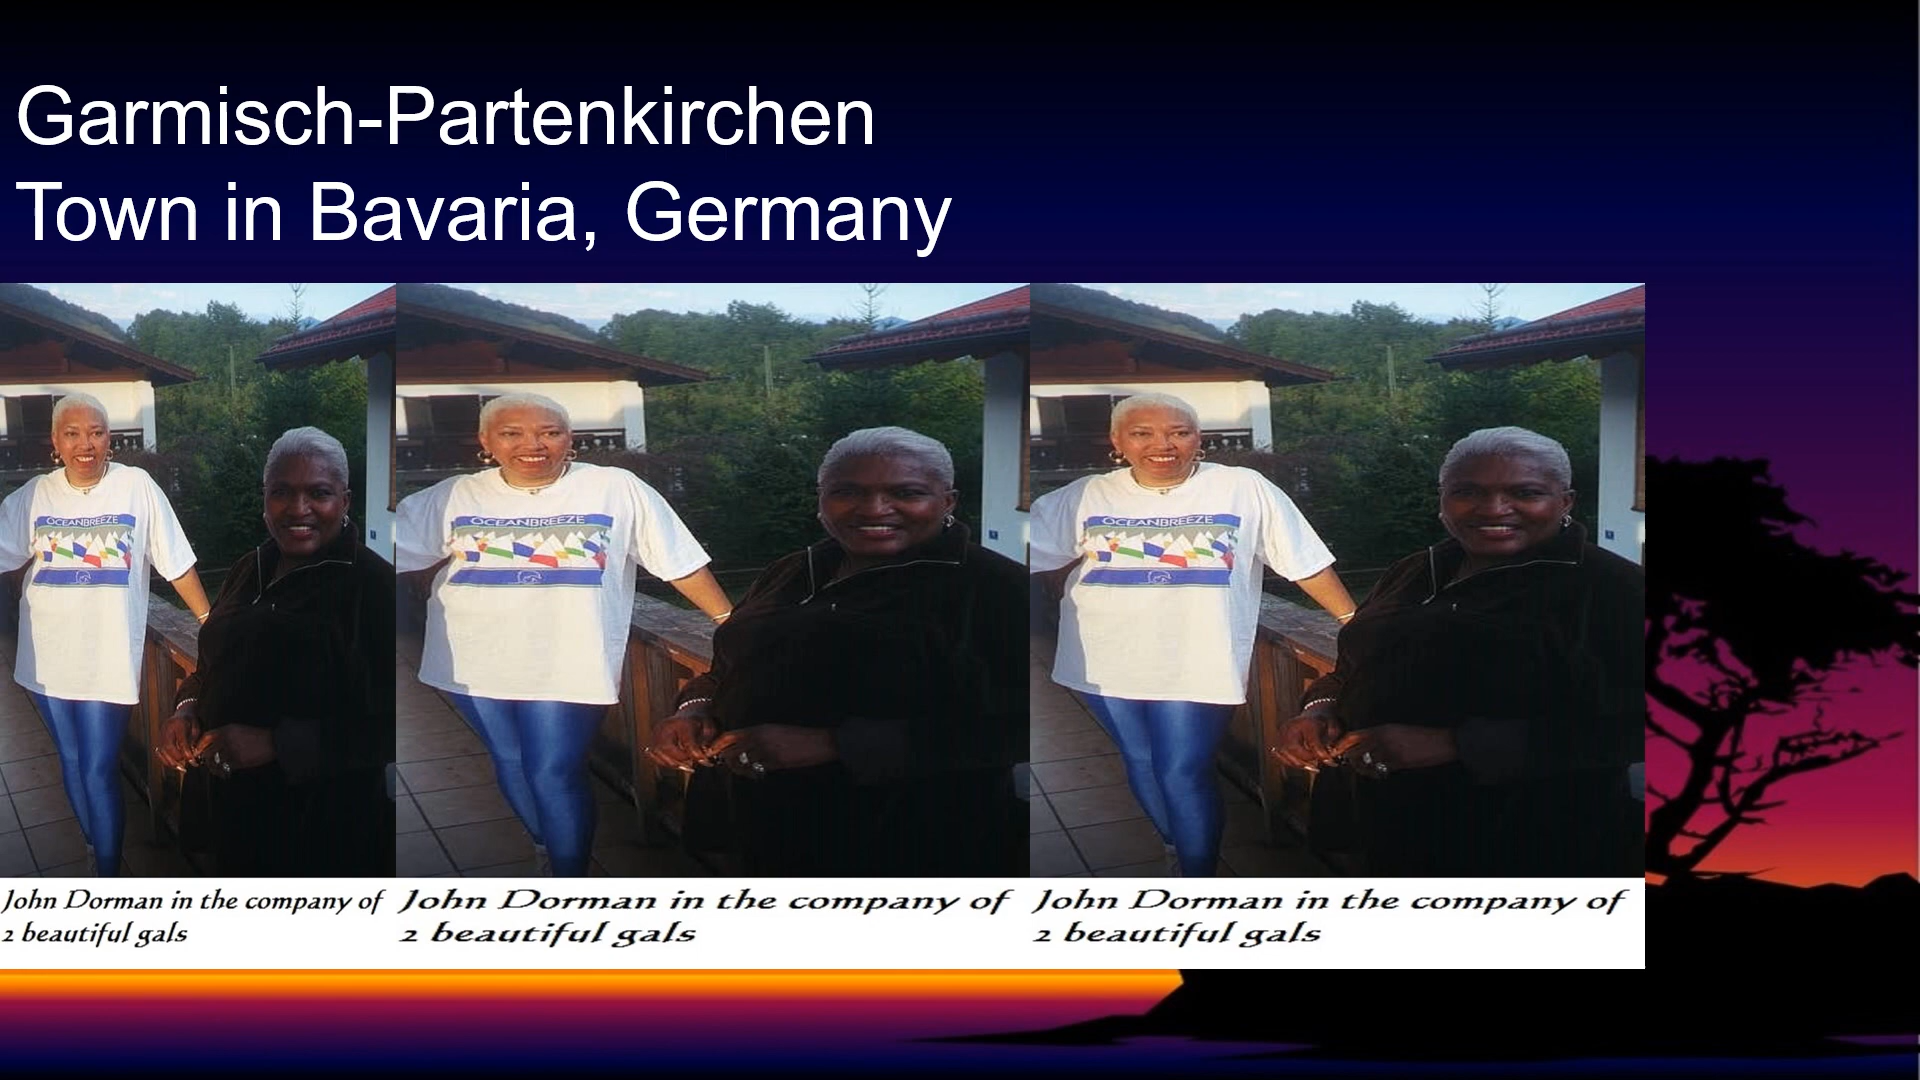 Garmisch-Partenkirchen
Town in Bavaria, Germany
OCEANBREEZE
OCEANBREEZE
OCEANBREEZE
John Dorman in the company of
2 beautiful gals
John Dorman in the company of
2 beautiful gals
John Dorman in the company of
2 beautiful gals